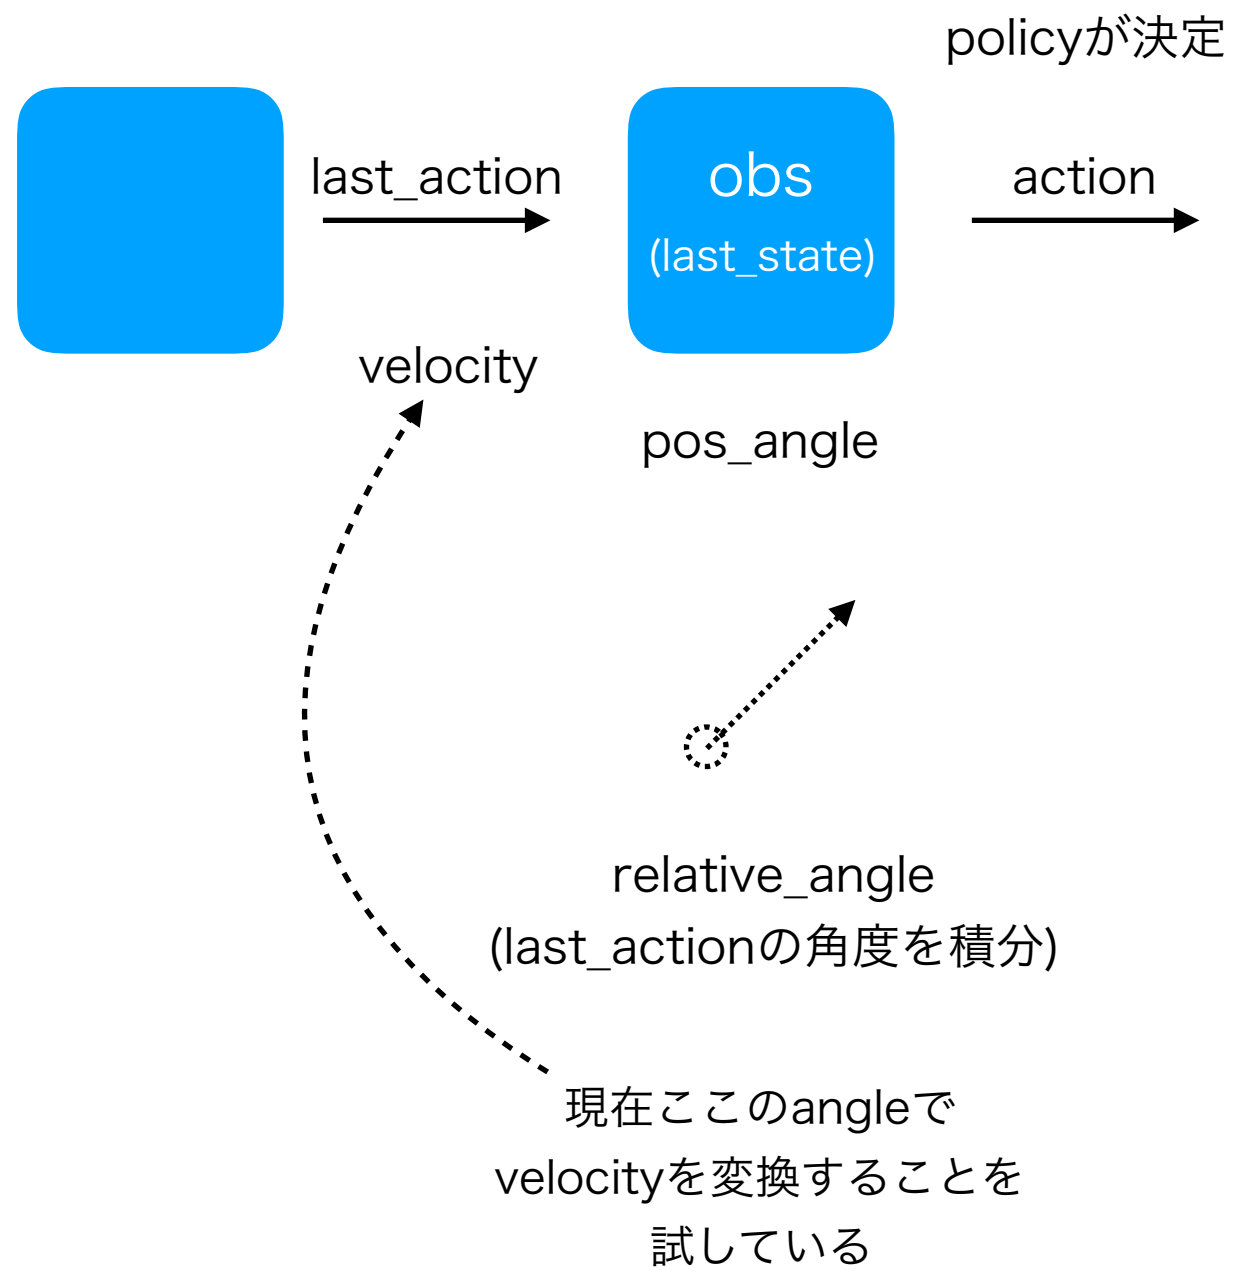 policyが決定
last_action
obs
(last_state)
action
velocity
pos_angle
relative_angle
(last_actionの角度を積分)
現在ここのangleで
velocityを変換することを
試している